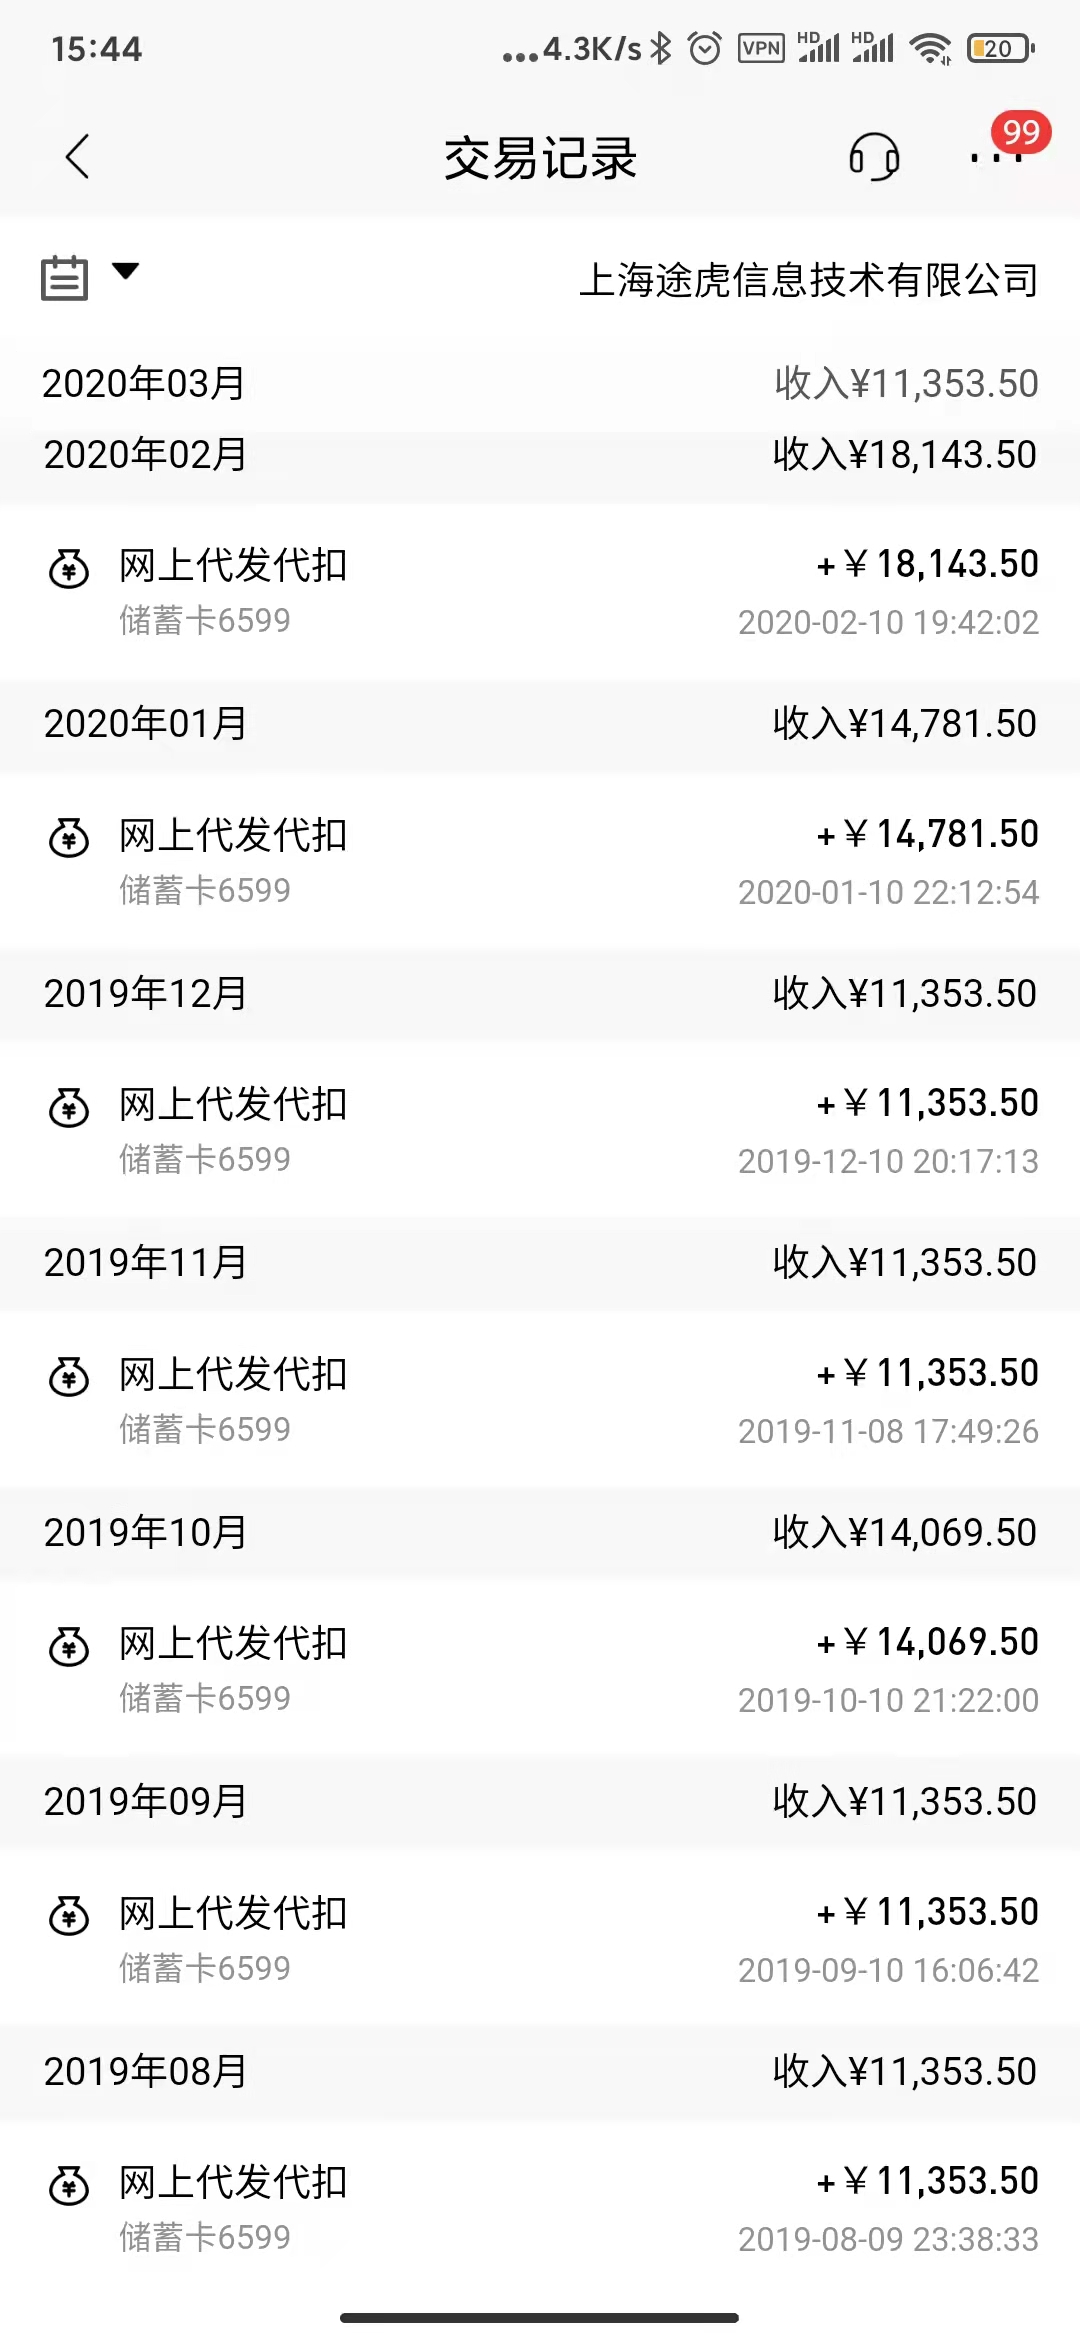 15:44
...4.3K/s VPN HD HD 20
交易记录
99
上海途虎信息技术有限公司
2020年03月 收入¥11,353.50
2020年02月 收入¥18,143.50
网上代发代扣 +￥18,143.50
储蓄卡6599 2020-02-10 19:42:02
2020年01月 收入¥14,781.50
网上代发代扣 +￥14,781.50
储蓄卡6599 2020-01-10 22:12:54
2019年12月 收入¥11,353.50
网上代发代扣 +￥11,353.50
储蓄卡6599 2019-12-10 20:17:13
2019年11月 收入¥11,353.50
网上代发代扣 +￥11,353.50
储蓄卡6599 2019-11-08 17:49:26
2019年10月 收入¥14,069.50
网上代发代扣 +￥14,069.50
储蓄卡6599 2019-10-10 21:22:00
2019年09月 收入¥11,353.50
网上代发代扣 +￥11,353.50
储蓄卡6599 2019-09-10 16:06:42
2019年08月 收入¥11,353.50
网上代发代扣 +￥11,353.50
储蓄卡6599 2019-08-09 23:38:33